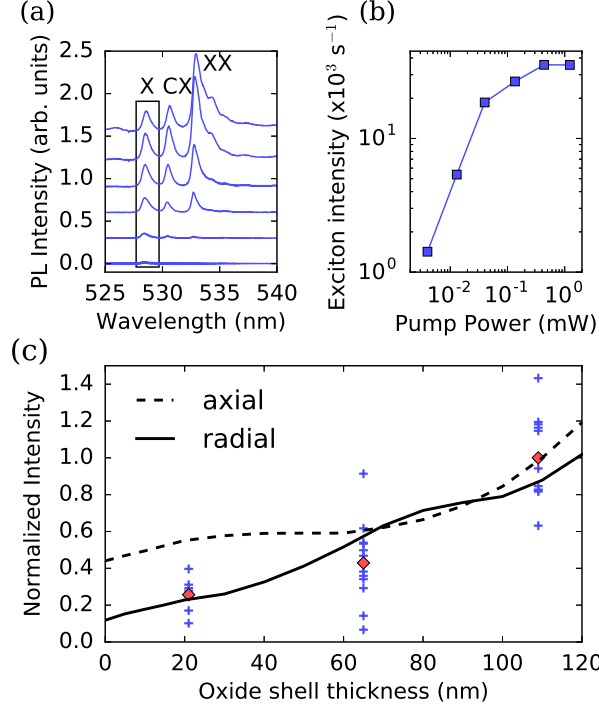 (a)
PL Intensity (arb. units)
2.5
2.0
1.5
1.0
0.5
0.0
X CX XX
525 530 535 540
Wavelength (nm)
(b)
Exciton intensity (x10³ s⁻¹)
10¹
10⁰
10⁻² 10⁻¹ 10⁰
Pump Power (mW)
(c)
Normalized Intensity
1.4
1.2
1.0
0.8
0.6
0.4
0.2
0.0
axial
radial
0 20 40 60 80 100 120
Oxide shell thickness (nm)